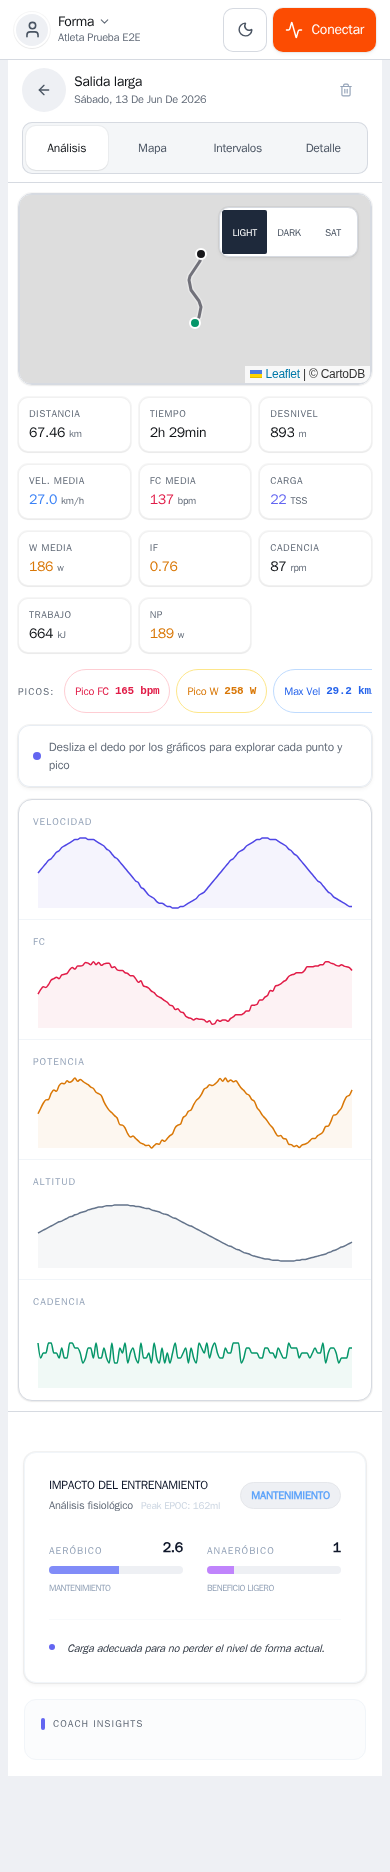 Forma
Atleta Prueba E2E
Conectar
Salida larga
Sábado, 13 De Jun De 2026
Análisis Mapa Intervalos Detalle
LIGHT DARK SAT
Leaflet | © CartoDB
DISTANCIA TIEMPO DESNIVEL
67.46 km 2h 29min 893 m
VEL. MEDIA FC MEDIA CARGA
27.0 km/h 137 bpm 22 TSS
W MEDIA IF CADENCIA
186 w 0.76 87 rpm
TRABAJO NP
664 kJ 189 w
PICOS: Pico FC 165 bpm Pico W 258 W Max Vel 29.2 km
Desliza el dedo por los gráficos para explorar cada punto y
pico
VELOCIDAD
FC
POTENCIA
ALTITUD
CADENCIA
IMPACTO DEL ENTRENAMIENTO
Análisis fisiológico Peak EPOC: 162ml
MANTENIMIENTO
AERÓBICO 2.6 ANAERÓBICO 1
MANTENIMIENTO BENEFICIO LIGERO
Carga adecuada para no perder el nivel de forma actual.
COACH INSIGHTS